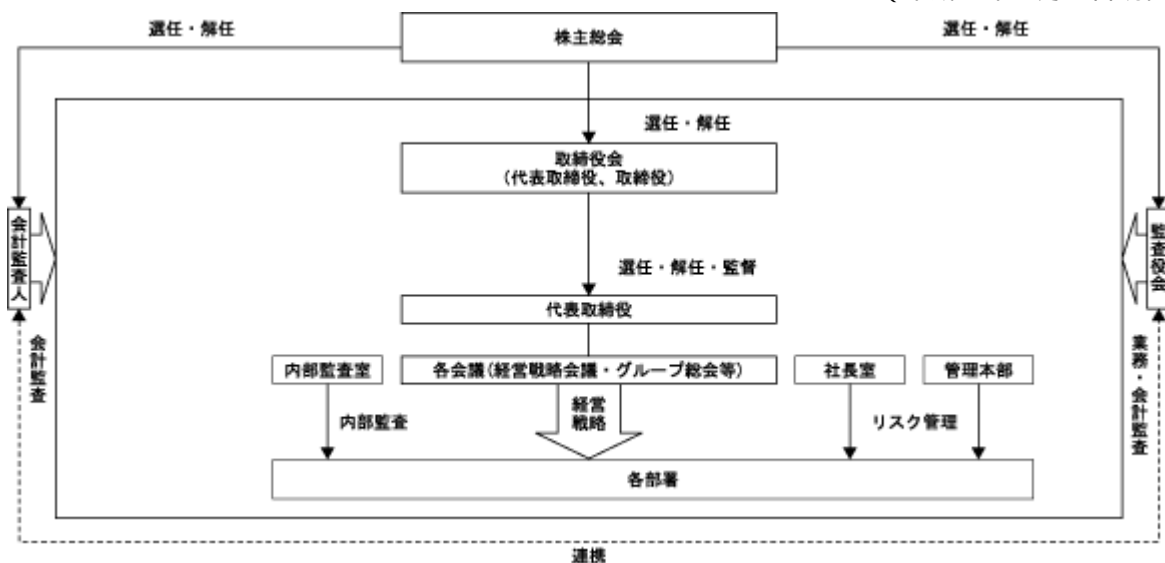 選任・解任
株主総会
選任・解任
選任・解任
取締役会
（代表取締役、取締役）
会計監査人
監査役会
選任・解任・監督
代表取締役
会計監査
業務・会計監査
内部監査室
各会議（経営戦略会議・グループ総会等）
社長室
管理本部
内部監査
経営
戦略
リスク管理
各部署
連携